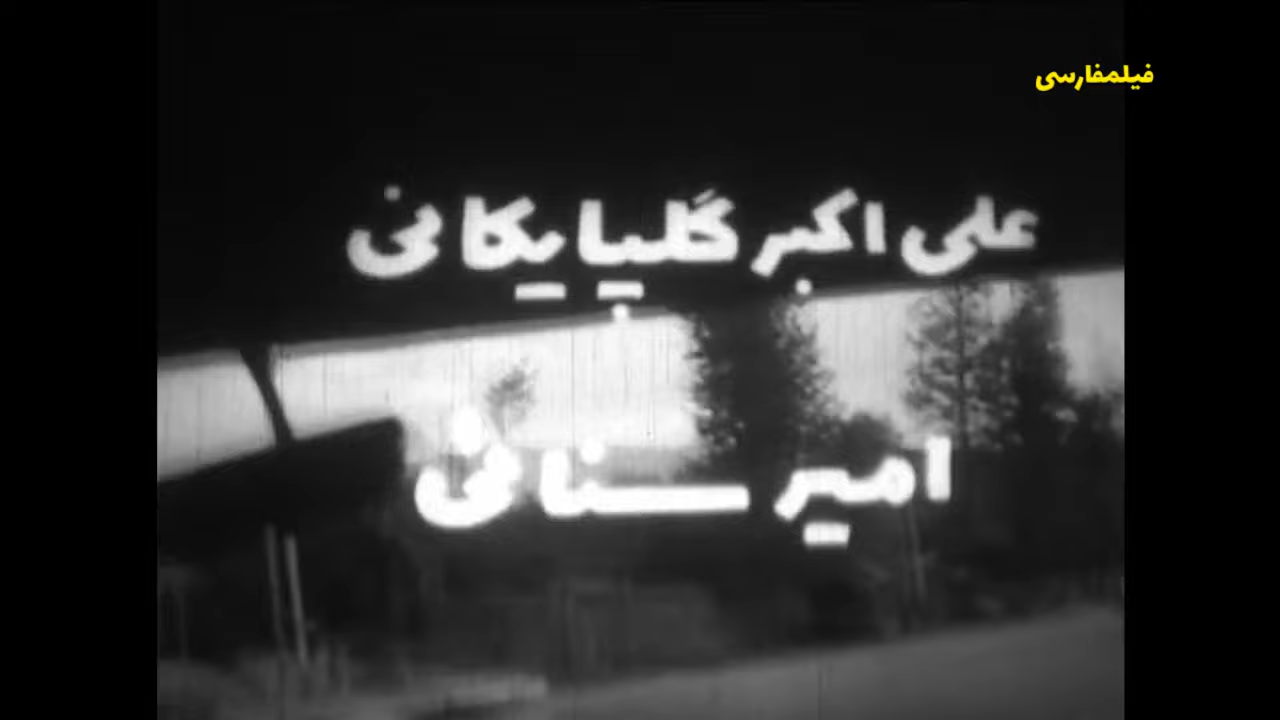 فیلمفارسی
علی اکبر گلپایگانی
امیر سنائی